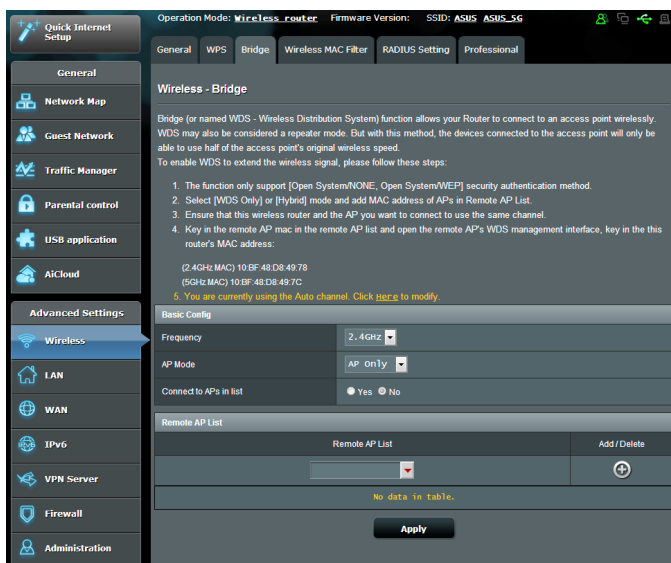 Quick Internet
Setup
Operation Mode: Wireless router Firmware Version: SSID: ASUS ASUS_5G
General WPS Bridge Wireless MAC Filter RADIUS Setting Professional
General
Network Map
Guest Network
Traffic Manager
Parental control
USB application
AiCloud
Advanced Settings
Wireless
LAN
WAN
IPv6
VPN Server
Firewall
Administration
Wireless - Bridge
Bridge (or named WDS - Wireless Distribution System) function allows your Router to connect to an access point wirelessly.
WDS may also be considered a repeater mode. But with this method, the devices connected to the access point will only be
able to use half of the access point's original wireless speed.
To enable WDS to extend the wireless signal, please follow these steps:
1. The function only support [Open System/NONE, Open System/WEP] security authentication method.
2. Select [WDS Only] or [Hybrid] mode and add MAC address of APs in Remote AP List.
3. Ensure that this wireless router and the AP you want to connect to use the same channel.
4. Key in the remote AP mac in the remote AP list and open the remote AP's WDS management interface, key in the this
router's MAC address:
(2.4GHz MAC) 10:BF:48:D8:49:78
(5GHz MAC) 10:BF:48:D8:49:7C
5. You are currently using the Auto channel. Click Here to modify.
Basic Config
Frequency 2.4GHz
AP Mode AP Only
Connect to APs in list Yes No
Remote AP List
Remote AP List Add / Delete
No data in table.
Apply